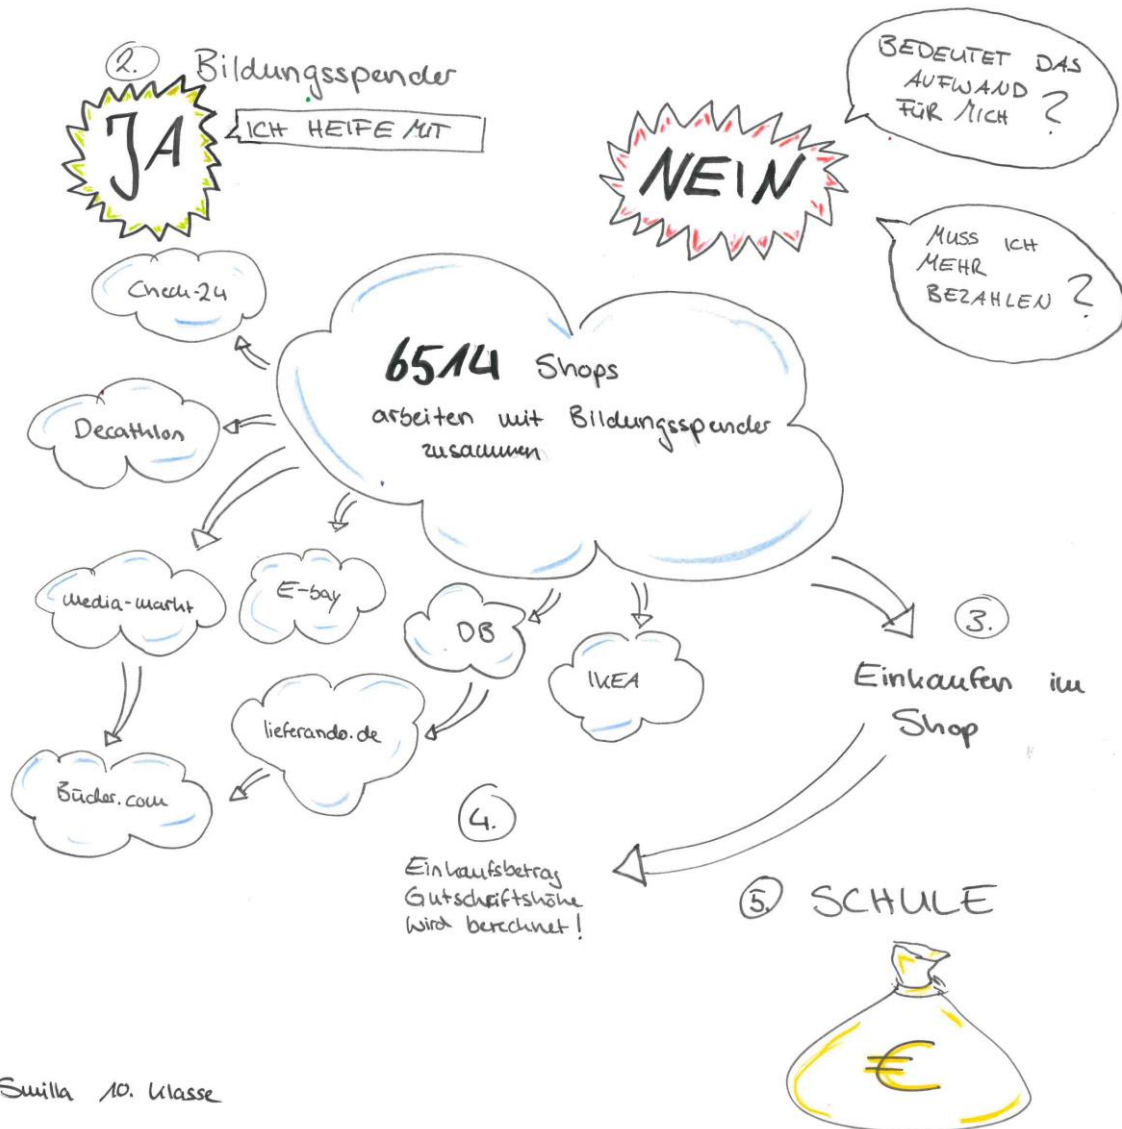 2. Bildungsspender
JA
ICH HElFE MIT
NEIN
BEDEUTET DAS
AUFWAND
FÜR MICH ?
MUSS ICH
MEHR
BEZAHLEN ?
Check-24
6514 Shops
arbeiten mit Bildungsspender
zusammen
Decathlon
Media-markt
E-bay
DB
IKEA
lieferando.de
Bücher.com
3.
Einkaufen im
Shop
4.
Einkaufsbetrag
Gutschriftshöhe
wird berechnet!
5. SCHULE
€
Smilla 10. Klasse